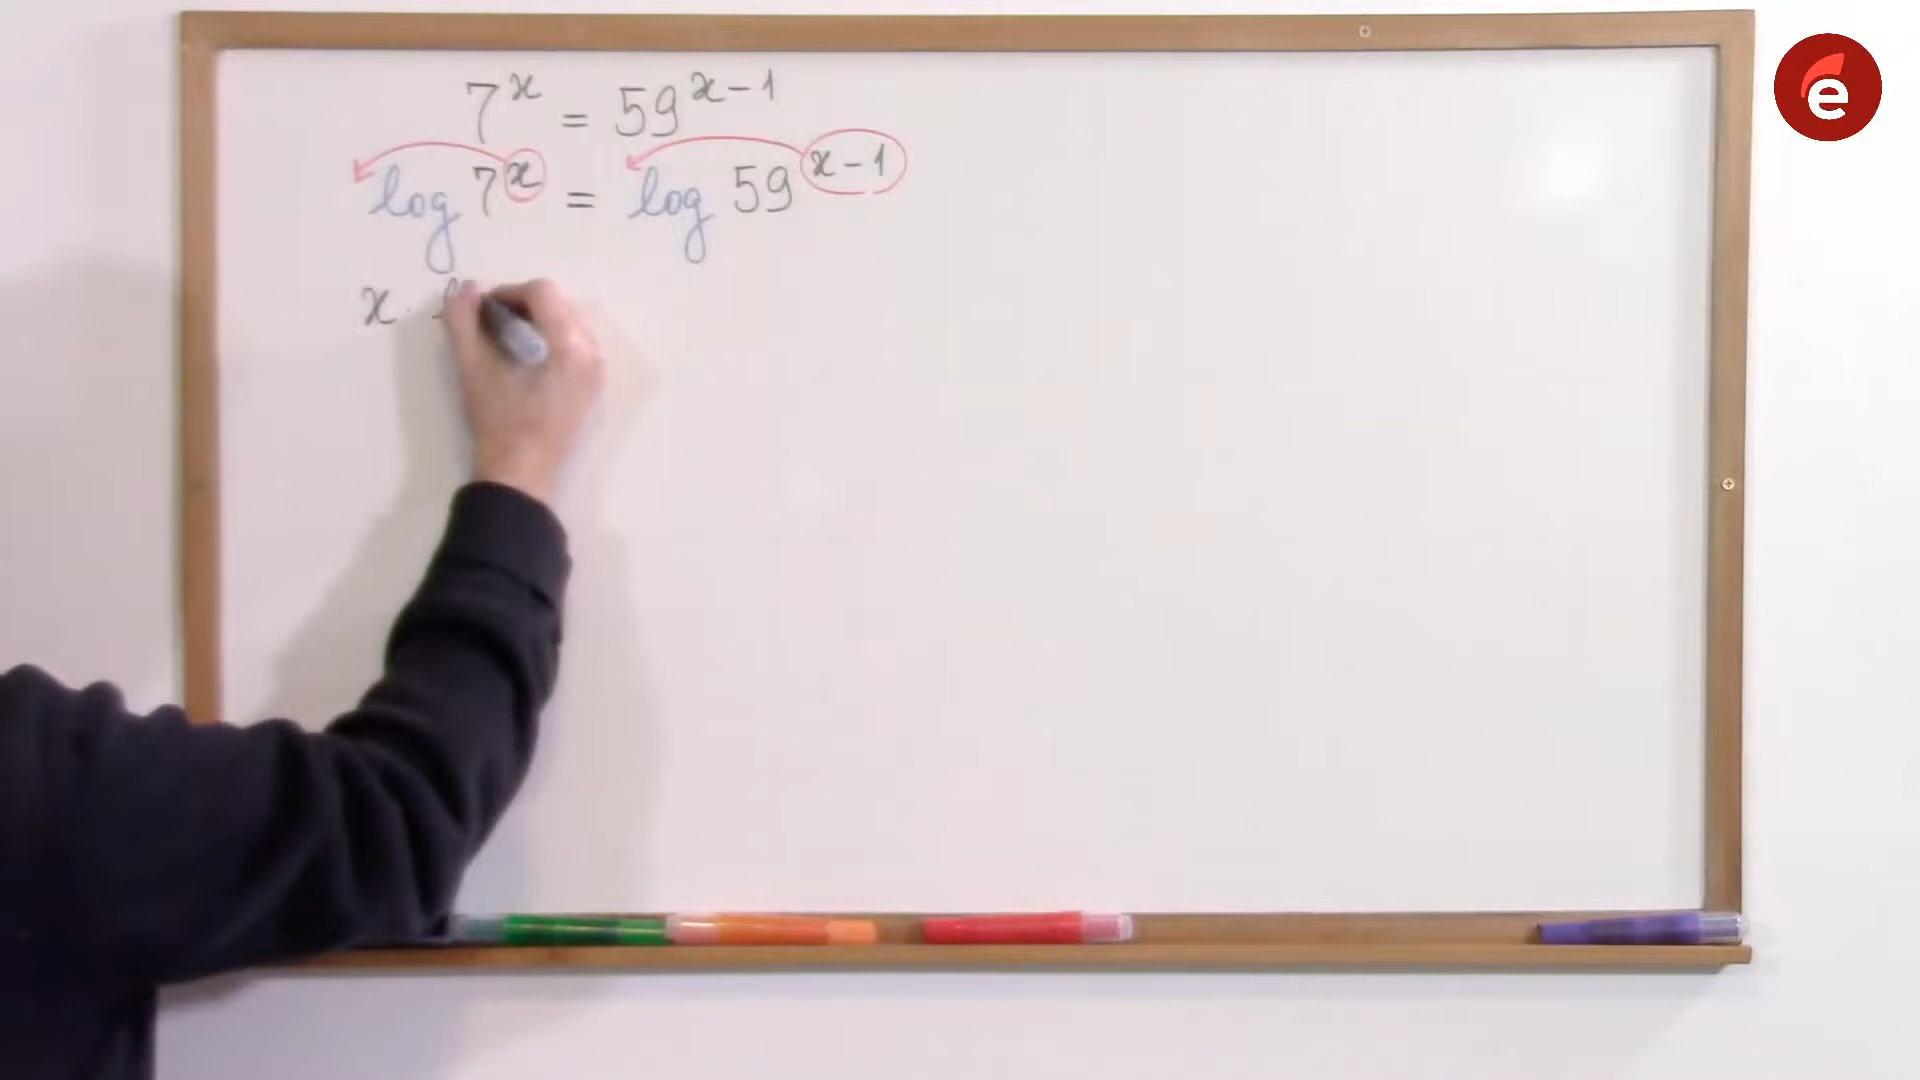 7^x = 59^{x-1}
log 7^x = log 59^{x-1}
x ·
e